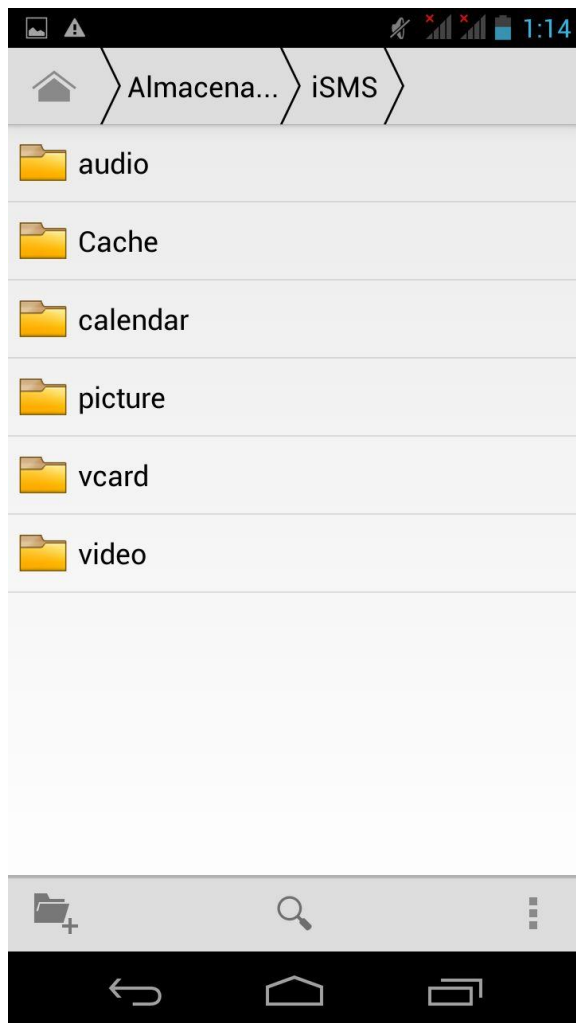 1:14
Almacena... iSMS
audio
Cache
calendar
picture
vcard
video